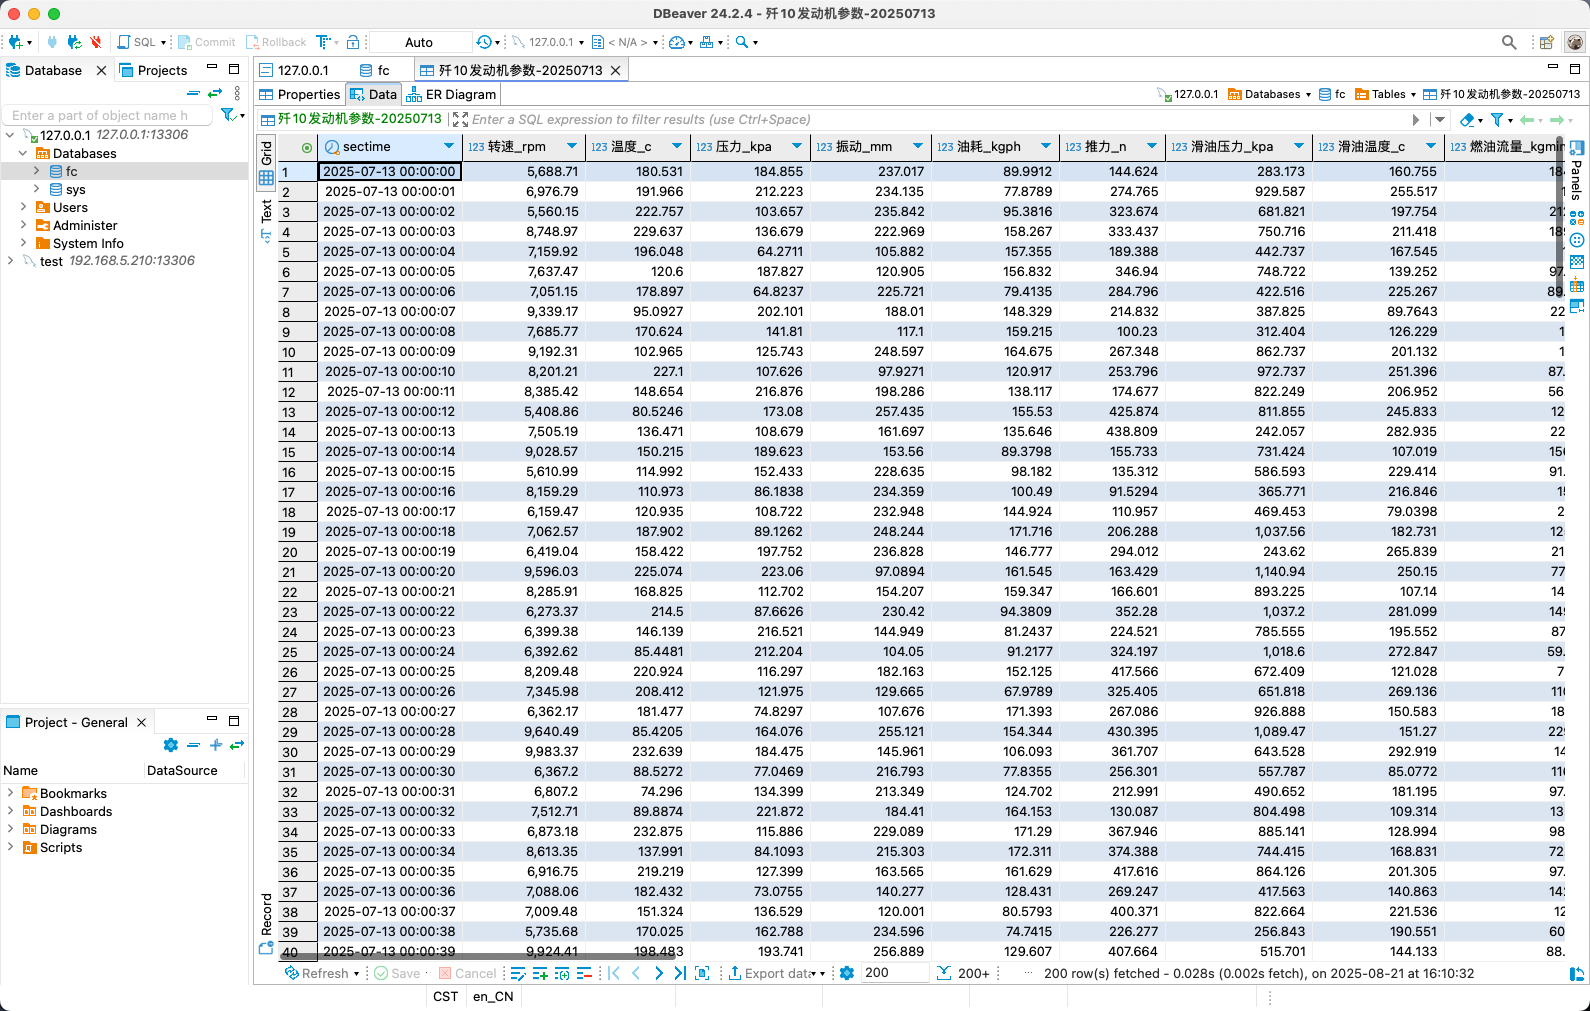 DBeaver 24.2.4 - 歼10发动机参数-20250713
SQL Commit Rollback Auto 127.0.0.1 < N/A >
Database Projects
Enter a part of object name h
127.0.0.1 127.0.0.1:13306
Databases
fc
sys
Users
Administer
System Info
test 192.168.5.210:13306
Project - General
Name DataSource
Bookmarks
Dashboards
Diagrams
Scripts
127.0.0.1 fc 歼10发动机参数-20250713
Properties Data ER Diagram 127.0.0.1 Databases fc Tables 歼10发动机参数-20250713
歼10发动机参数-20250713 Enter a SQL expression to filter results (use Ctrl+Space)
Grid
Text
Record
Panels
sectime 123 转速_rpm 123 温度_c 123 压力_kpa 123 振动_mm 123 油耗_kgph 123 推力_n 123 滑油压力_kpa 123 滑油温度_c 123 燃油流量_kgmin
1 2025-07-13 00:00:00 5,688.71 180.531 184.855 237.017 89.9912 144.624 283.173 160.755 184
2 2025-07-13 00:00:01 6,976.79 191.966 212.223 234.135 77.8789 274.765 929.587 255.517 1
3 2025-07-13 00:00:02 5,560.15 222.757 103.657 235.842 95.3816 323.674 681.821 197.754 212
4 2025-07-13 00:00:03 8,748.97 229.637 136.679 222.969 158.267 333.437 750.716 211.418 189
5 2025-07-13 00:00:04 7,159.92 196.048 64.2711 105.882 157.355 189.388 442.737 167.545 1
6 2025-07-13 00:00:05 7,637.47 120.6 187.827 120.905 156.832 346.94 748.722 139.252 97.
7 2025-07-13 00:00:06 7,051.15 178.897 64.8237 225.721 79.4135 284.796 422.516 225.267 89.
8 2025-07-13 00:00:07 9,339.17 95.0927 202.101 188.01 148.329 214.832 387.825 89.7643 22
9 2025-07-13 00:00:08 7,685.77 170.624 141.81 117.1 159.215 100.23 312.404 126.229 1
10 2025-07-13 00:00:09 9,192.31 102.965 125.743 248.597 164.675 267.348 862.737 201.132 1
11 2025-07-13 00:00:10 8,201.21 227.1 107.626 97.9271 120.917 253.796 972.737 251.396 87.
12 2025-07-13 00:00:11 8,385.42 148.654 216.876 198.286 138.117 174.677 822.249 206.952 56.
13 2025-07-13 00:00:12 5,408.86 80.5246 173.08 257.435 155.53 425.874 811.855 245.833 12
14 2025-07-13 00:00:13 7,505.19 136.471 108.679 161.697 135.646 438.809 242.057 282.935 22
15 2025-07-13 00:00:14 9,028.57 150.215 189.623 153.56 89.3798 155.733 731.424 107.019 156
16 2025-07-13 00:00:15 5,610.99 114.992 152.433 228.635 98.182 135.312 586.593 229.414 91.
17 2025-07-13 00:00:16 8,159.29 110.973 86.1838 234.359 100.49 91.5294 365.771 216.846 15
18 2025-07-13 00:00:17 6,159.47 120.935 108.722 232.948 144.924 110.957 469.453 79.0398 2
19 2025-07-13 00:00:18 7,062.57 187.902 89.1262 248.244 171.716 206.288 1,037.56 182.731 12
20 2025-07-13 00:00:19 6,419.04 158.422 197.752 236.828 146.777 294.012 243.62 265.839 21
21 2025-07-13 00:00:20 9,596.03 225.074 223.06 97.0894 161.545 163.429 1,140.94 250.15 77
22 2025-07-13 00:00:21 8,285.91 168.825 112.702 154.207 159.347 166.601 893.225 107.14 14
23 2025-07-13 00:00:22 6,273.37 214.5 87.6626 230.42 94.3809 352.28 1,037.2 281.099 149
24 2025-07-13 00:00:23 6,399.38 146.139 216.521 144.949 81.2437 224.521 785.555 195.552 87
25 2025-07-13 00:00:24 6,392.62 85.4481 212.204 104.05 91.2177 324.197 1,018.6 272.847 59.
26 2025-07-13 00:00:25 8,209.48 220.924 116.297 182.163 152.125 417.566 672.409 121.028 7
27 2025-07-13 00:00:26 7,345.98 208.412 121.975 129.665 67.9789 325.405 651.818 269.136 110
28 2025-07-13 00:00:27 6,362.17 181.477 74.8297 107.676 171.393 267.086 926.888 150.583 18
29 2025-07-13 00:00:28 9,640.49 85.4205 164.076 255.121 154.344 430.395 1,089.47 151.27 229
30 2025-07-13 00:00:29 9,983.37 232.639 184.475 145.961 106.093 361.707 643.528 292.919 14
31 2025-07-13 00:00:30 6,367.2 88.5272 77.0469 216.793 77.8355 256.301 557.787 85.0772 116
32 2025-07-13 00:00:31 6,807.2 74.296 134.399 213.349 124.702 212.991 490.652 181.195 97.
33 2025-07-13 00:00:32 7,512.71 89.8874 221.872 184.41 164.153 130.087 804.498 109.314 13
34 2025-07-13 00:00:33 6,873.18 232.875 115.886 229.089 171.29 367.946 885.141 128.994 98
35 2025-07-13 00:00:34 8,613.35 137.991 84.1093 215.303 172.311 374.388 744.415 168.831 72
36 2025-07-13 00:00:35 6,916.75 219.219 127.399 163.565 161.629 417.616 864.126 201.305 97.
37 2025-07-13 00:00:36 7,088.06 182.432 73.0755 140.277 128.431 269.247 417.563 140.863 142
38 2025-07-13 00:00:37 7,009.48 151.324 136.529 120.001 80.5793 400.371 822.664 221.536 12
39 2025-07-13 00:00:38 5,735.68 170.025 162.788 234.596 74.7415 226.277 256.843 190.551 60
40 2025-07-13 00:00:39 9,924.41 198.483 193.741 256.889 129.607 407.664 515.701 144.133 88.
Refresh Save Cancel Export data 200 200+ 200 row(s) fetched - 0.028s (0.002s fetch), on 2025-08-21 at 16:10:32
CST en_CN